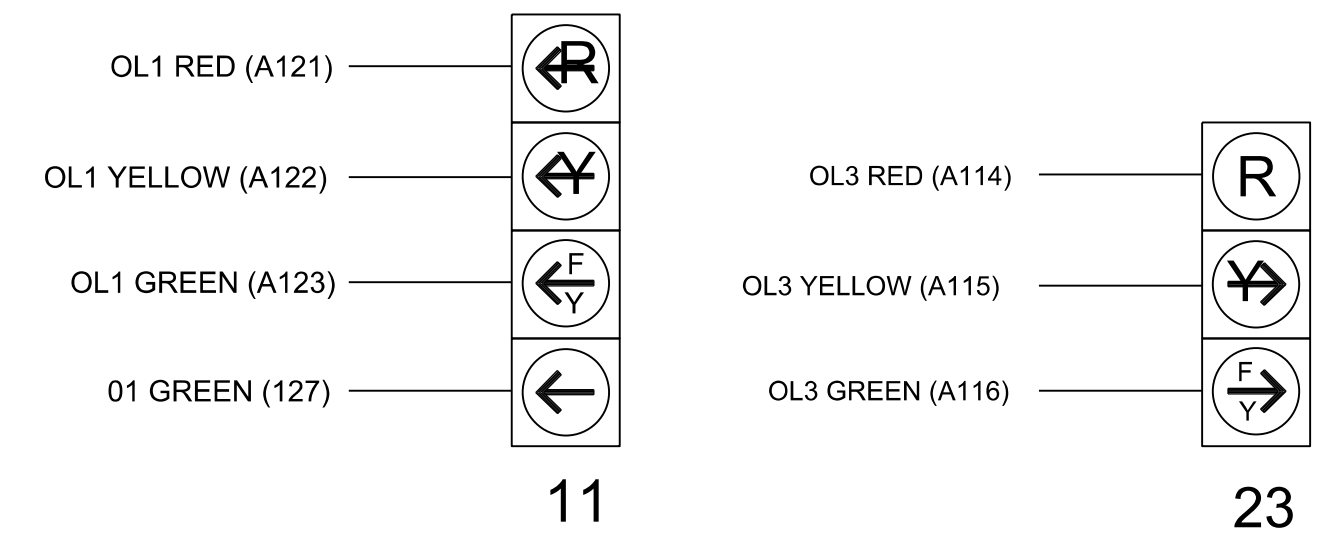 OL1 RED (A121)
R
OL1 YELLOW (A122)
Y
OL1 GREEN (A123)
F
Y
01 GREEN (127)
11
OL3 RED (A114)
R
OL3 YELLOW (A115)
Y
OL3 GREEN (A116)
F
Y
23